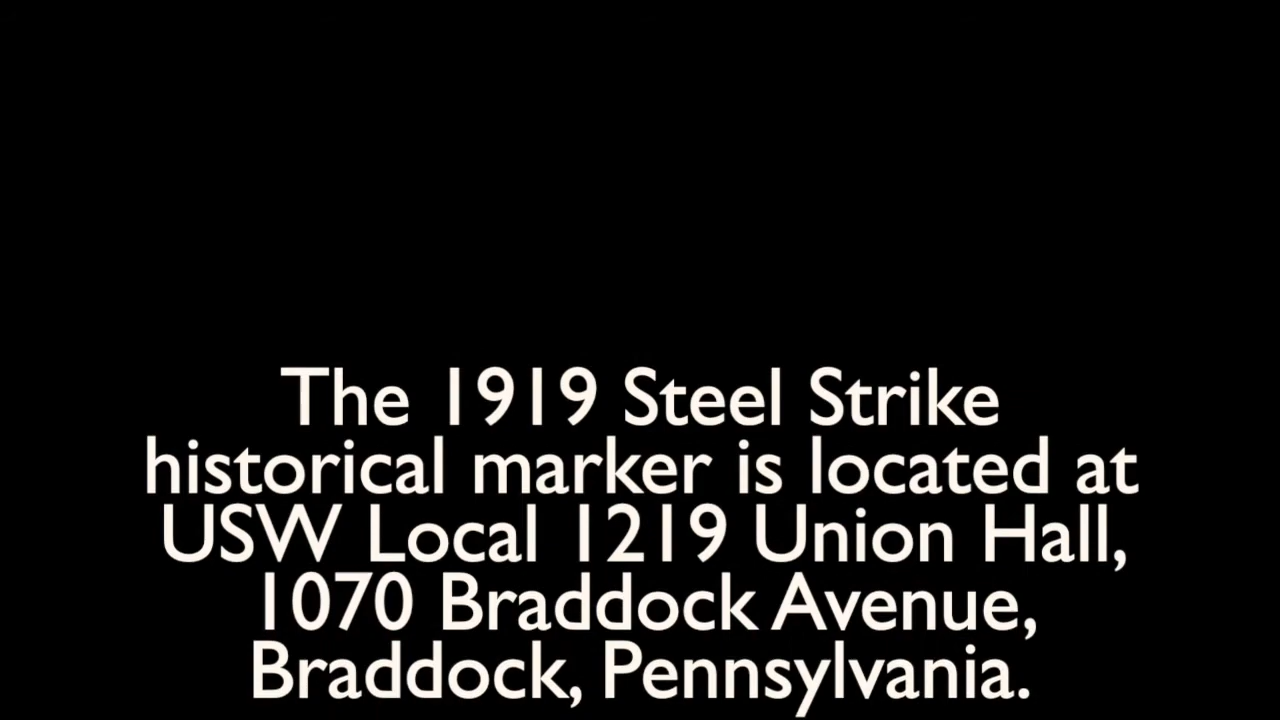 The 1919 Steel Strike
historical marker is located at
USW Local 1219 Union Hall,
1070 Braddock Avenue,
Braddock, Pennsylvania.